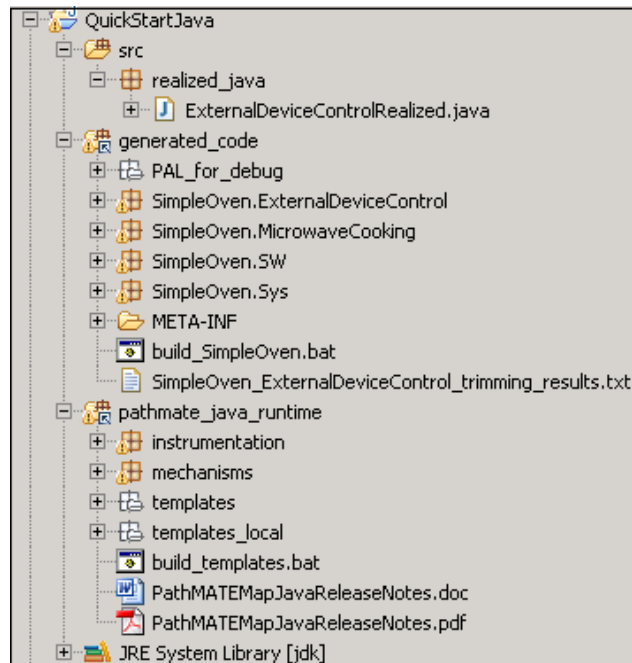 QuickStartJava
src
realized_java
J ExternalDeviceControlRealized.java
generated_code
PAL_for_debug
SimpleOven.ExternalDeviceControl
SimpleOven.MicrowaveCooking
SimpleOven.SW
SimpleOven.Sys
META-INF
build_SimpleOven.bat
SimpleOven_ExternalDeviceControl_trimming_results.txt
pathmate_java_runtime
instrumentation
mechanisms
templates
templates_local
build_templates.bat
PathMATEMapJavaReleaseNotes.doc
PathMATEMapJavaReleaseNotes.pdf
JRE System Library [jdk]